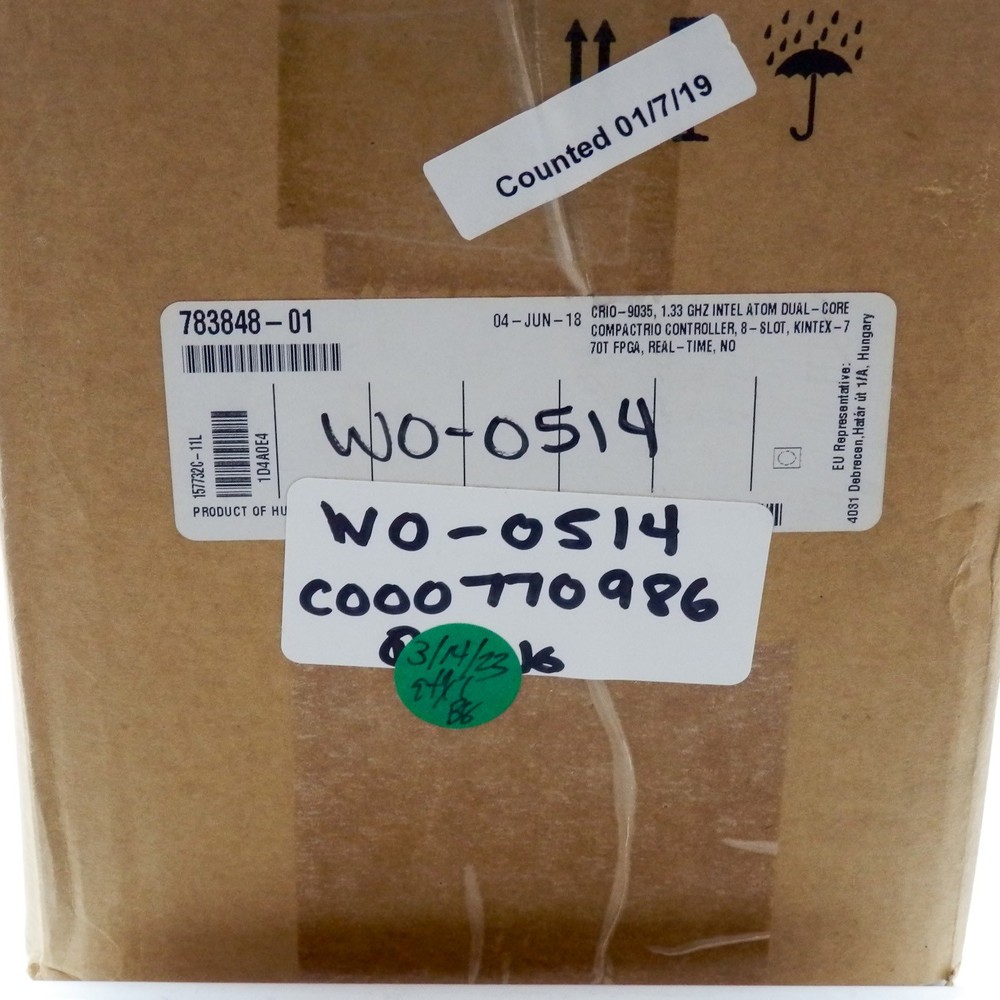 Counted 01/7/19
783848-01
04-JUN-18
CRIO-9035, 1.33 GHZ INTEL ATOM DUAL-CORE
COMPACTRIO CONTROLLER, 8-SLOT, KINTEX-7
70T FPGA, REAL-TIME, NO
157732C-11L
1D4A0E4
WO-0514
EU Representative:
4031 Debrecen,Határ út 1/A, Hungary
PRODUCT OF HU
WO-0514
C000770986
3/14/23